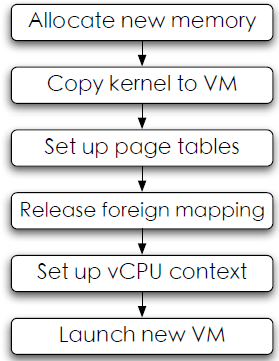 Allocate new memory
Copy kernel to VM
Set up page tables
Release foreign mapping
Set up vCPU context
Launch new VM